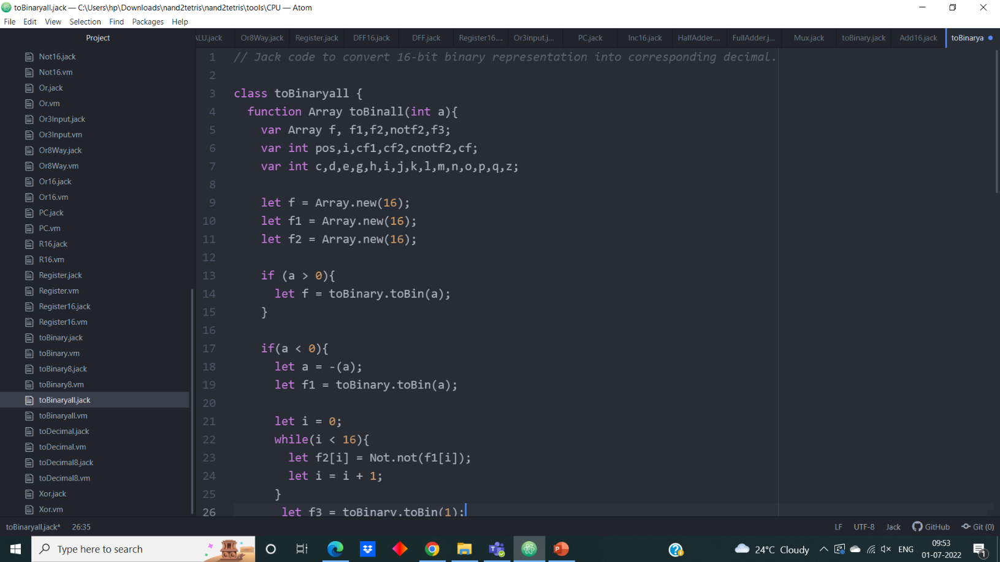 toBinaryall.jack — C:\Users\hp\Downloads\nand2tetris\nand2tetris\tools\CPU — Atom
File Edit View Selection Find Packages Help
Project
ALU.jack Or8Way.jack Register.jack DFF16.jack DFF.jack Register16.... Or3input.j... PC.jack Inc16.jack HalfAdder.... FullAdder.j... Mux.jack toBinary.jack Add16.jack toBinarya
Not16.jack
Not16.vm
Or.jack
Or.vm
Or3Input.jack
Or3Input.vm
Or8Way.jack
Or8Way.vm
Or16.jack
Or16.vm
PC.jack
PC.vm
R16.jack
R16.vm
Register.jack
Register.vm
Register16.jack
Register16.vm
toBinary.jack
toBinary.vm
toBinary8.jack
toBinary8.vm
toBinaryall.jack
toBinaryall.vm
toDecimal.jack
toDecimal.vm
toDecimal8.jack
toDecimal8.vm
Xor.jack
Xor.vm
1 // Jack code to convert 16-bit binary representation into corresponding decimal.
2
3 class toBinaryall {
4 function Array toBinall(int a){
5 var Array f, f1,f2,notf2,f3;
6 var int pos,i,cf1,cf2,cnotf2,cf;
7 var int c,d,e,g,h,i,j,k,l,m,n,o,p,q,z;
8
9 let f = Array.new(16);
10 let f1 = Array.new(16);
11 let f2 = Array.new(16);
12
13 if (a > 0){
14 let f = toBinary.toBin(a);
15 }
16
17 if(a < 0){
18 let a = -(a);
19 let f1 = toBinary.toBin(a);
20
21 let i = 0;
22 while(i < 16){
23 let f2[i] = Not.not(f1[i]);
24 let i = i + 1;
25 }
26 let f3 = toBinary.toBin(1);
toBinaryall.jack* 26:35 LF UTF-8 Jack GitHub Git (0)
Type here to search 24°C Cloudy ENG 09:53
01-07-2022 1